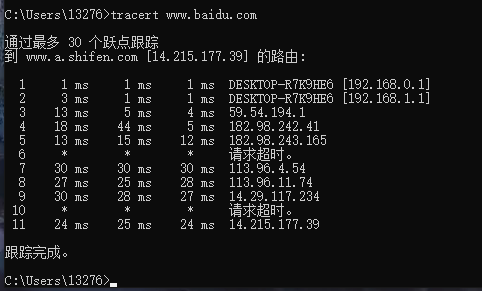 C:\Users\13276>tracert www.baidu.com
通过最多 30 个跃点跟踪
到 www.a.shifen.com [14.215.177.39] 的路由:
1 1 ms 1 ms 1 ms DESKTOP-R7K9HE6 [192.168.0.1]
2 3 ms 1 ms 1 ms DESKTOP-R7K9HE6 [192.168.1.1]
3 13 ms 5 ms 4 ms 59.54.194.1
4 18 ms 44 ms 5 ms 182.98.242.41
5 13 ms 15 ms 12 ms 182.98.243.165
6 * * * 请求超时。
7 30 ms 30 ms 30 ms 113.96.4.54
8 27 ms 25 ms 28 ms 113.96.11.74
9 30 ms 28 ms 27 ms 14.29.117.234
10 * * * 请求超时。
11 24 ms 25 ms 24 ms 14.215.177.39
跟踪完成。
C:\Users\13276>